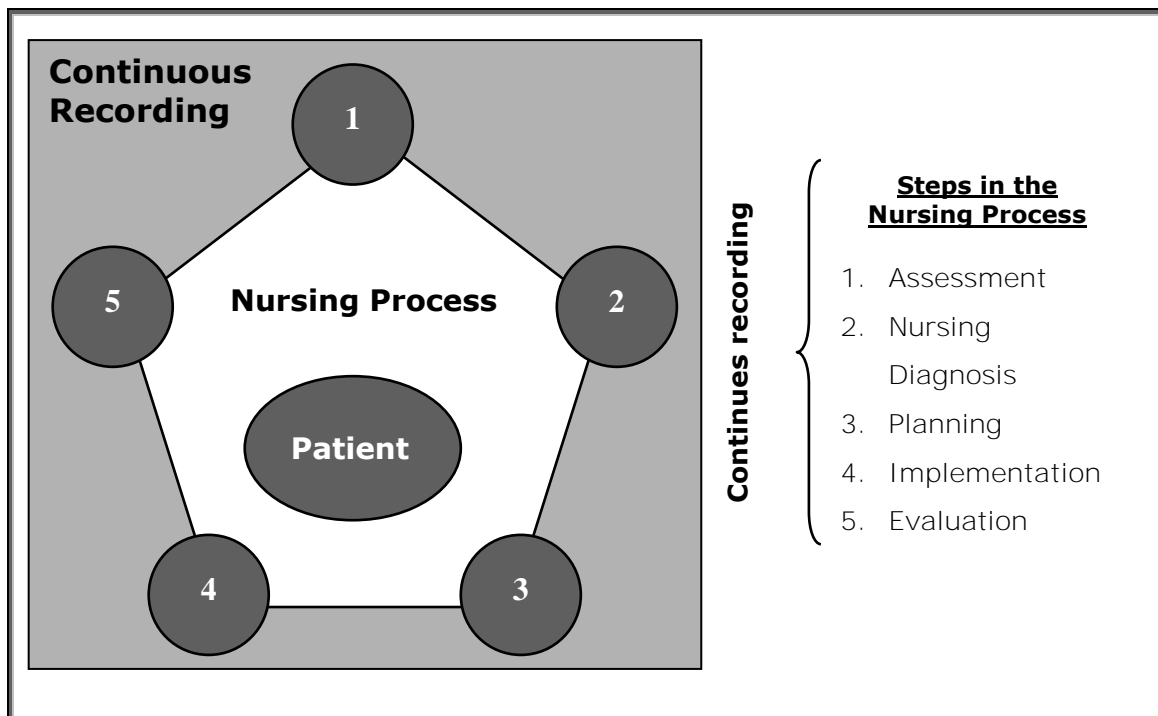 Continuous
Recording
1
5
Nursing Process
2
Patient
4
3
Continues recording
Steps in the
Nursing Process
1. Assessment
2. Nursing
Diagnosis
3. Planning
4. Implementation
5. Evaluation